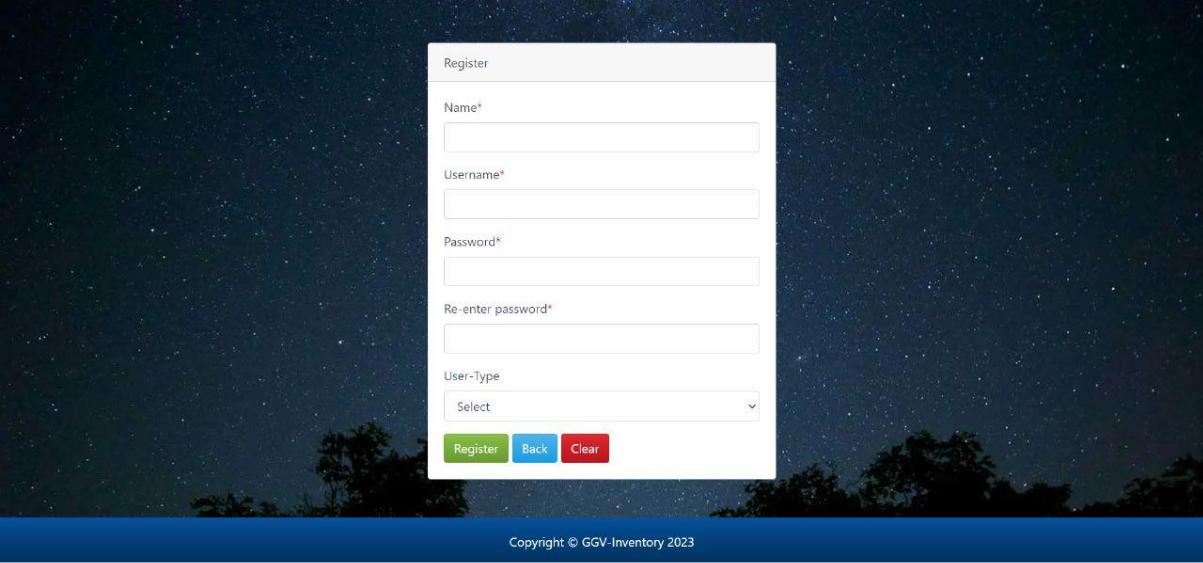 Register
Name*
Username*
Password*
Re-enter password*
User-Type
Select
Register Back Clear
Copyright © GGV-Inventory 2023